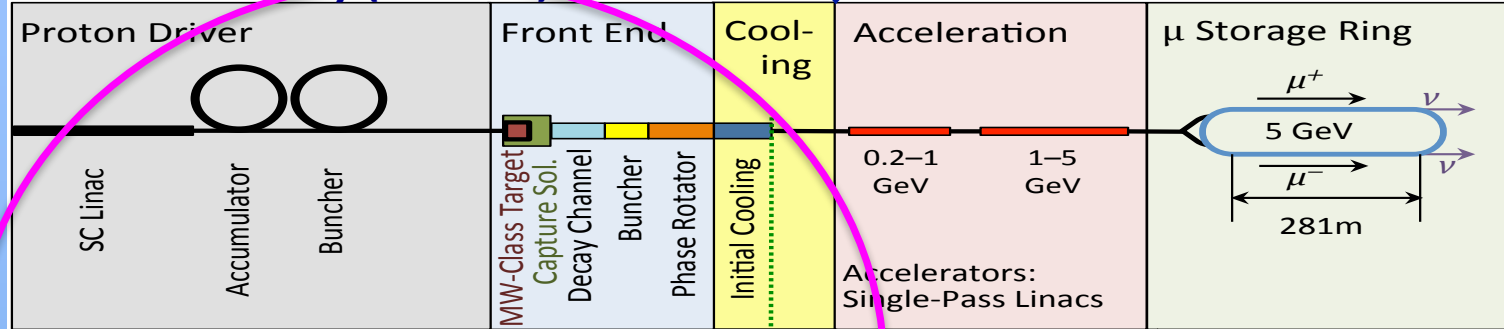 Proton Driver
SC Linac
Accumulator
Buncher
Front End
MW-Class Target
Capture Sol.
Decay Channel
Buncher
Phase Rotator
Cool-
ing
Initial Cooling
Acceleration
0.2–1
GeV
1–5
GeV
Accelerators:
Single-Pass Linacs
μ Storage Ring
μ+
ν
5 GeV
μ−
ν
281m